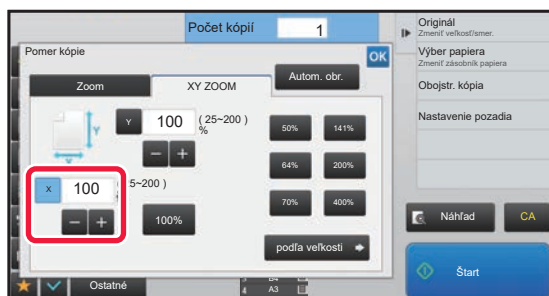 Počet kópií 1
Pomer kópie
OK
Zoom
XY ZOOM
Autom. obr.
Y
Y 100 ( 25~200 )
%
50% 141%
X
64% 200%
X 100 5~200 )
70% 400%
100%
podľa veľkosti
Ostatné
A3
Originál
Zmeniť veľkosť/smer.
Výber papiera
Zmeniť zásobník papiera
Obojstr. kópia
Nastavenie pozadia
Náhľad
CA
Štart